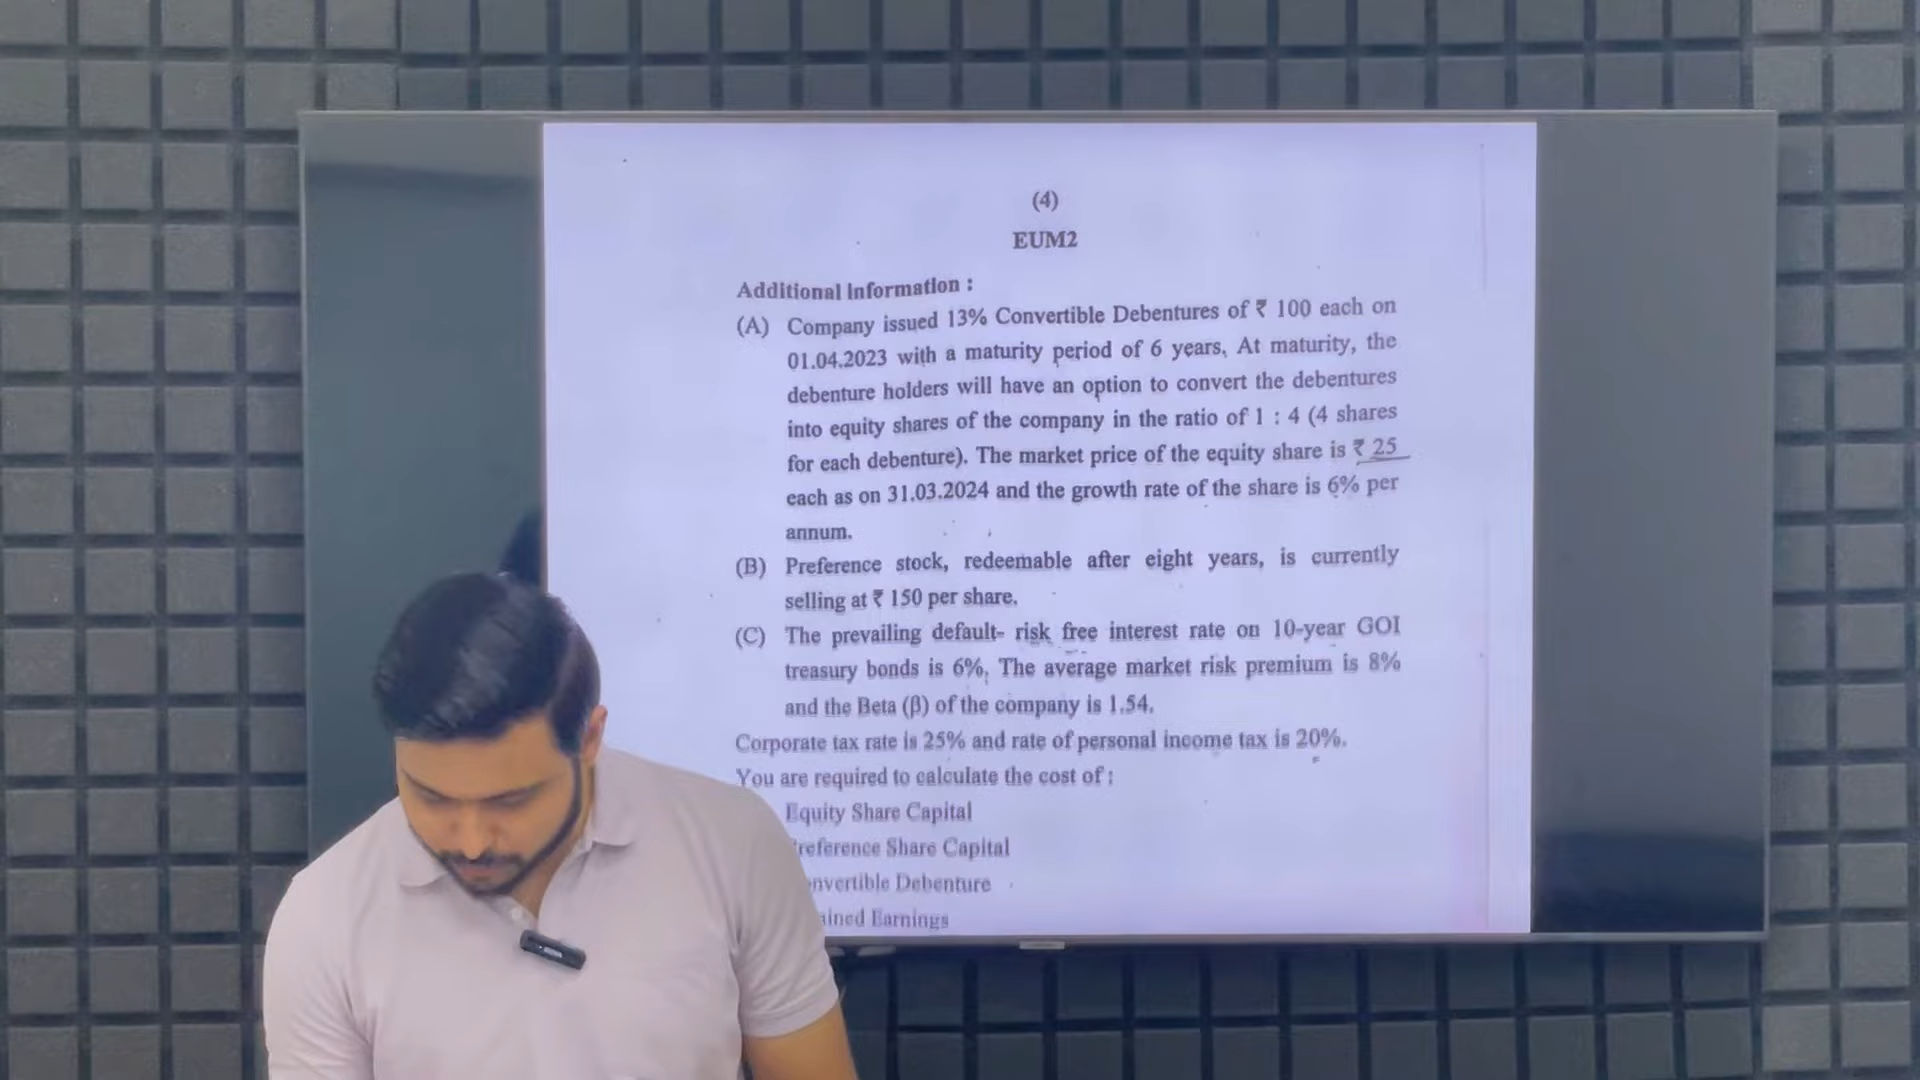 (4)
EUM2
Additional Information :
(A) Company issued 13% Convertible Debentures of ₹ 100 each on
01.04.2023 with a maturity period of 6 years. At maturity, the
debenture holders will have an option to convert the debentures
into equity shares of the company in the ratio of 1 : 4 (4 shares
for each debenture). The market price of the equity share is ₹ 25
each as on 31.03.2024 and the growth rate of the share is 6% per
annum.
(B) Preference stock, redeemable after eight years, is currently
selling at ₹ 150 per share.
(C) The prevailing default- risk free interest rate on 10-year GOI
treasury bonds is 6%. The average market risk premium is 8%
and the Beta (β) of the company is 1.54.
Corporate tax rate is 25% and rate of personal income tax is 20%.
You are required to calculate the cost of :
Equity Share Capital
reference Share Capital
nvertible Debenture
ained Earnings